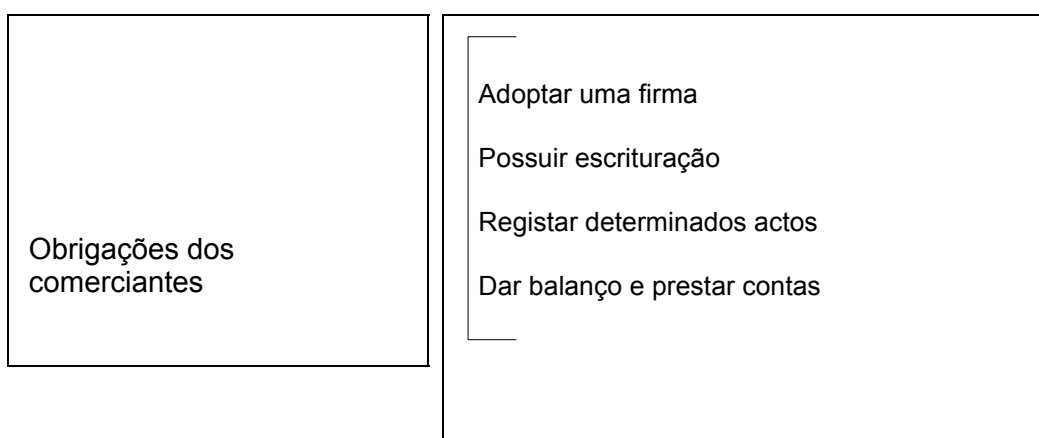 Obrigações dos
comerciantes
Adoptar uma firma
Possuir escrituração
Registar determinados actos
Dar balanço e prestar contas